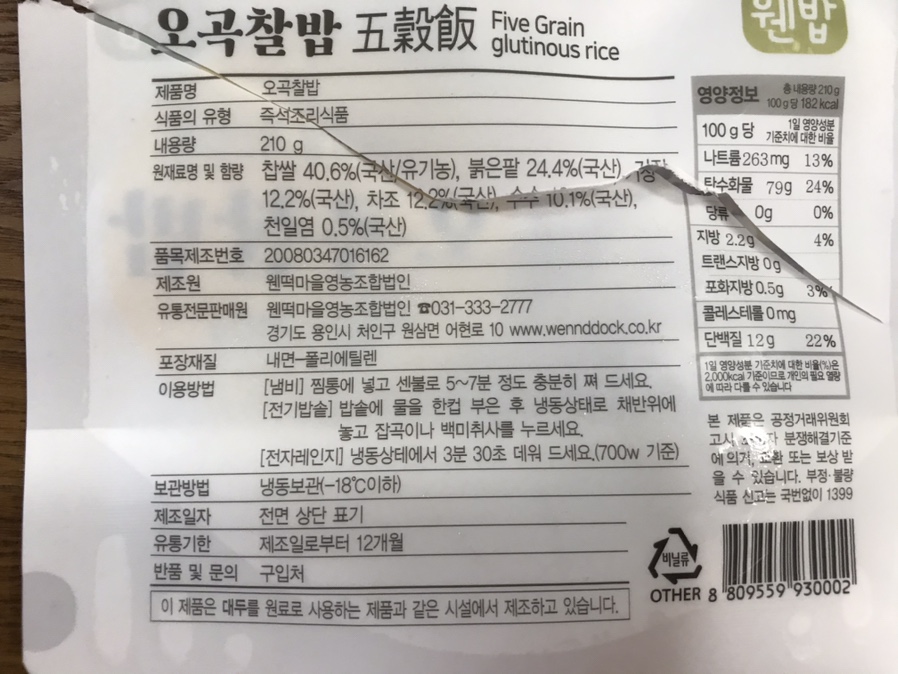 오곡찰밥 五穀飯 Five Grain glutinous rice
제품명 오곡찰밥
식품의 유형 즉석조리식품
내용량 210 g
원재료명 및 함량 찹쌀 40.6%(국산/유기농), 붉은팥 24.4%(국산), 기장
12.2%(국산), 차조 12.2%(국산), 수수 10.1%(국산),
천일염 0.5%(국산)
품목제조번호 20080347016162
제조원 웬떡마을영농조합법인
유통전문판매원 웬떡마을영농조합법인 ☎031-333-2777
경기도 용인시 처인구 원삼면 어현로 10 www.wennddock.co.kr
포장재질 내면-폴리에틸렌
이용방법 [냄비] 찜통에 넣고 센불로 5~7분 정도 충분히 쪄 드세요.
[전기밥솥] 밥솥에 물을 한컵 부은 후 냉동상태로 채반위에
놓고 잡곡이나 백미취사를 누르세요.
[전자레인지] 냉동상테에서 3분 30초 데워 드세요.(700w 기준)
보관방법 냉동보관(-18℃이하)
제조일자 전면 상단 표기
유통기한 제조일로부터 12개월
반품 및 문의 구입처
이 제품은 대두를 원료로 사용하는 제품과 같은 시설에서 제조하고 있습니다.
웬밥
영양정보 총 내용량 210 g
100 g당 182 kcal
100 g 당 1일 영양성분
기준치에 대한 비율
나트륨 263 mg 13%
탄수화물 79g 24%
당류 0g 0%
지방 2.2g 4%
트랜스지방 0g
포화지방 0.5g 3%
콜레스테롤 0 mg
단백질 12g 22%
1일 영양성분 기준치에 대한 비율(%)은
2,000kcal 기준이므로 개인의 필요 열량
에 따라 다를 수 있습니다
본 제품은 공정거래위원회
고시 분쟁해결기준
에 의거, 교환 또는 보상 받
을 수 있습니다. 부정·불량
식품 신고는 국번없이 1399
비닐류
OTHER 8 809559 930002